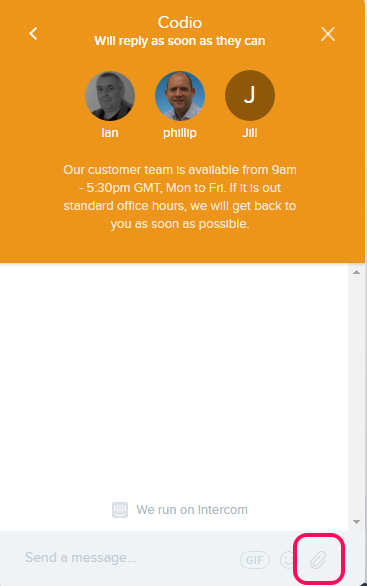 Codio
Will reply as soon as they can
J
Ian
phillip
Jill
Our customer team is available from 9am
- 5:30pm GMT, Mon to Fri. If it is out
standard office hours, we will get back to
you as soon as possible.
We run on Intercom
Send a message...
GIF